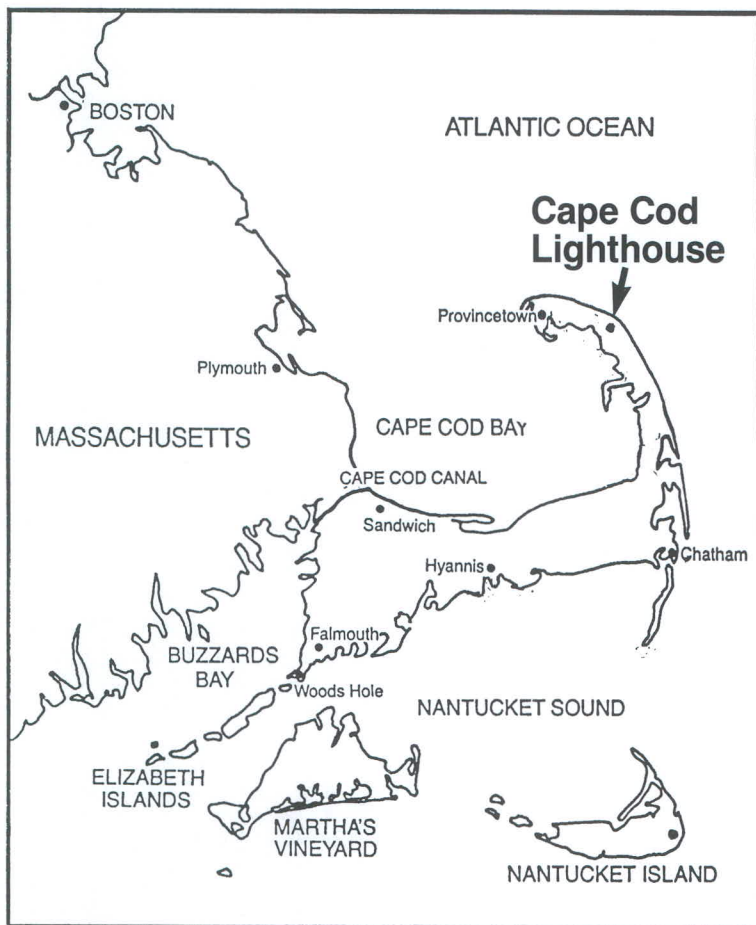 BOSTON
ATLANTIC OCEAN
Cape Cod
Lighthouse
Provincetown
Plymouth
MASSACHUSETTS
CAPE COD BAY
CAPE COD CANAL
Sandwich
Hyannis
Chatham
Falmouth
BUZZARDS
BAY
Woods Hole
NANTUCKET SOUND
ELIZABETH
ISLANDS
MARTHA'S
VINEYARD
NANTUCKET ISLAND